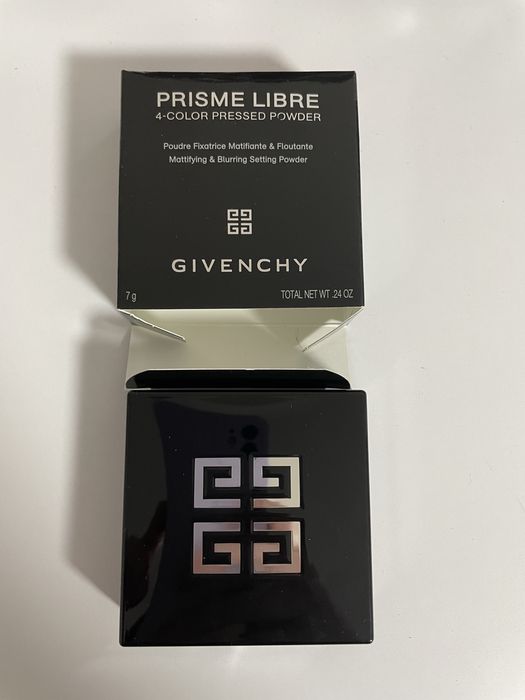 PRISME LIBRE
4-COLOR PRESSED POWDER
Poudre Fixatrice Matifiante & Floutante
Mattifying & Blurring Setting Powder
GIVENCHY
7 g TOTAL NET WT .24 OZ